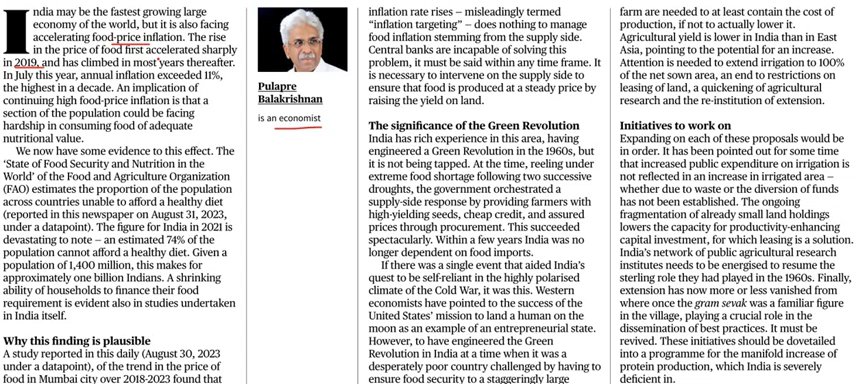 India may be the fastest growing large
economy of the world, but it is also facing
accelerating food-price inflation. The rise
in the price of food first accelerated sharply
in 2019, and has climbed in most years thereafter.
In July this year, annual inflation exceeded 11%,
the highest in a decade. An implication of
continuing high food-price inflation is that a
section of the population could be facing
hardship in consuming food of adequate
nutritional value.
We now have some evidence to this effect. The
‘State of Food Security and Nutrition in the
World’ of the Food and Agriculture Organization
(FAO) estimates the proportion of the population
across countries unable to afford a healthy diet
(reported in this newspaper on August 31, 2023,
under a datapoint). The figure for India in 2021 is
devastating to note – an estimated 74% of the
population cannot afford a healthy diet. Given a
population of 1,400 million, this makes for
approximately one billion Indians. A shrinking
ability of households to finance their food
requirement is evident also in studies undertaken
in India itself.
Why this finding is plausible
A study reported in this daily (August 30, 2023
under a datapoint), of the trend in the price of
food in Mumbai city over 2018-2023 found that
Pulapre
Balakrishnan
is an economist
inflation rate rises – misleadingly termed
“inflation targeting” – does nothing to manage
food inflation stemming from the supply side.
Central banks are incapable of solving this
problem, it must be said within any time frame. It
is necessary to intervene on the supply side to
ensure that food is produced at a steady price by
raising the yield on land.
The significance of the Green Revolution
India has rich experience in this area, having
engineered a Green Revolution in the 1960s, but
it is not being tapped. At the time, reeling under
extreme food shortage following two successive
droughts, the government orchestrated a
supply-side response by providing farmers with
high-yielding seeds, cheap credit, and assured
prices through procurement. This succeeded
spectacularly. Within a few years India was no
longer dependent on food imports.
If there was a single event that aided India’s
quest to be self-reliant in the highly polarised
climate of the Cold War, it was this. Western
economists have pointed to the success of the
United States’ mission to land a human on the
moon as an example of an entrepreneurial state.
However, to have engineered the Green
Revolution in India at a time when it was a
desperately poor country challenged by having to
ensure food security to a staggeringly large
farm are needed to at least contain the cost of
production, if not to actually lower it.
Agricultural yield is lower in India than in East
Asia, pointing to the potential for an increase.
Attention is needed to extend irrigation to 100%
of the net sown area, an end to restrictions on
leasing of land, a quickening of agricultural
research and the re-institution of extension.
Initiatives to work on
Expanding on each of these proposals would be
in order. It has been pointed out for some time
that increased public expenditure on irrigation is
not reflected in an increase in irrigated area –
whether due to waste or the diversion of funds
has not been established. The ongoing
fragmentation of already small land holdings
lowers the capacity for productivity-enhancing
capital investment, for which leasing is a solution.
India’s network of public agricultural research
institutes needs to be energised to resume the
sterling role they had played in the 1960s. Finally,
extension has now more or less vanished from
where once the gram sevak was a familiar figure
in the village, playing a crucial role in the
dissemination of best practices. It must be
revived. These initiatives should be dovetailed
into a programme for the manifold increase of
protein production, which India is severely
deficient in.